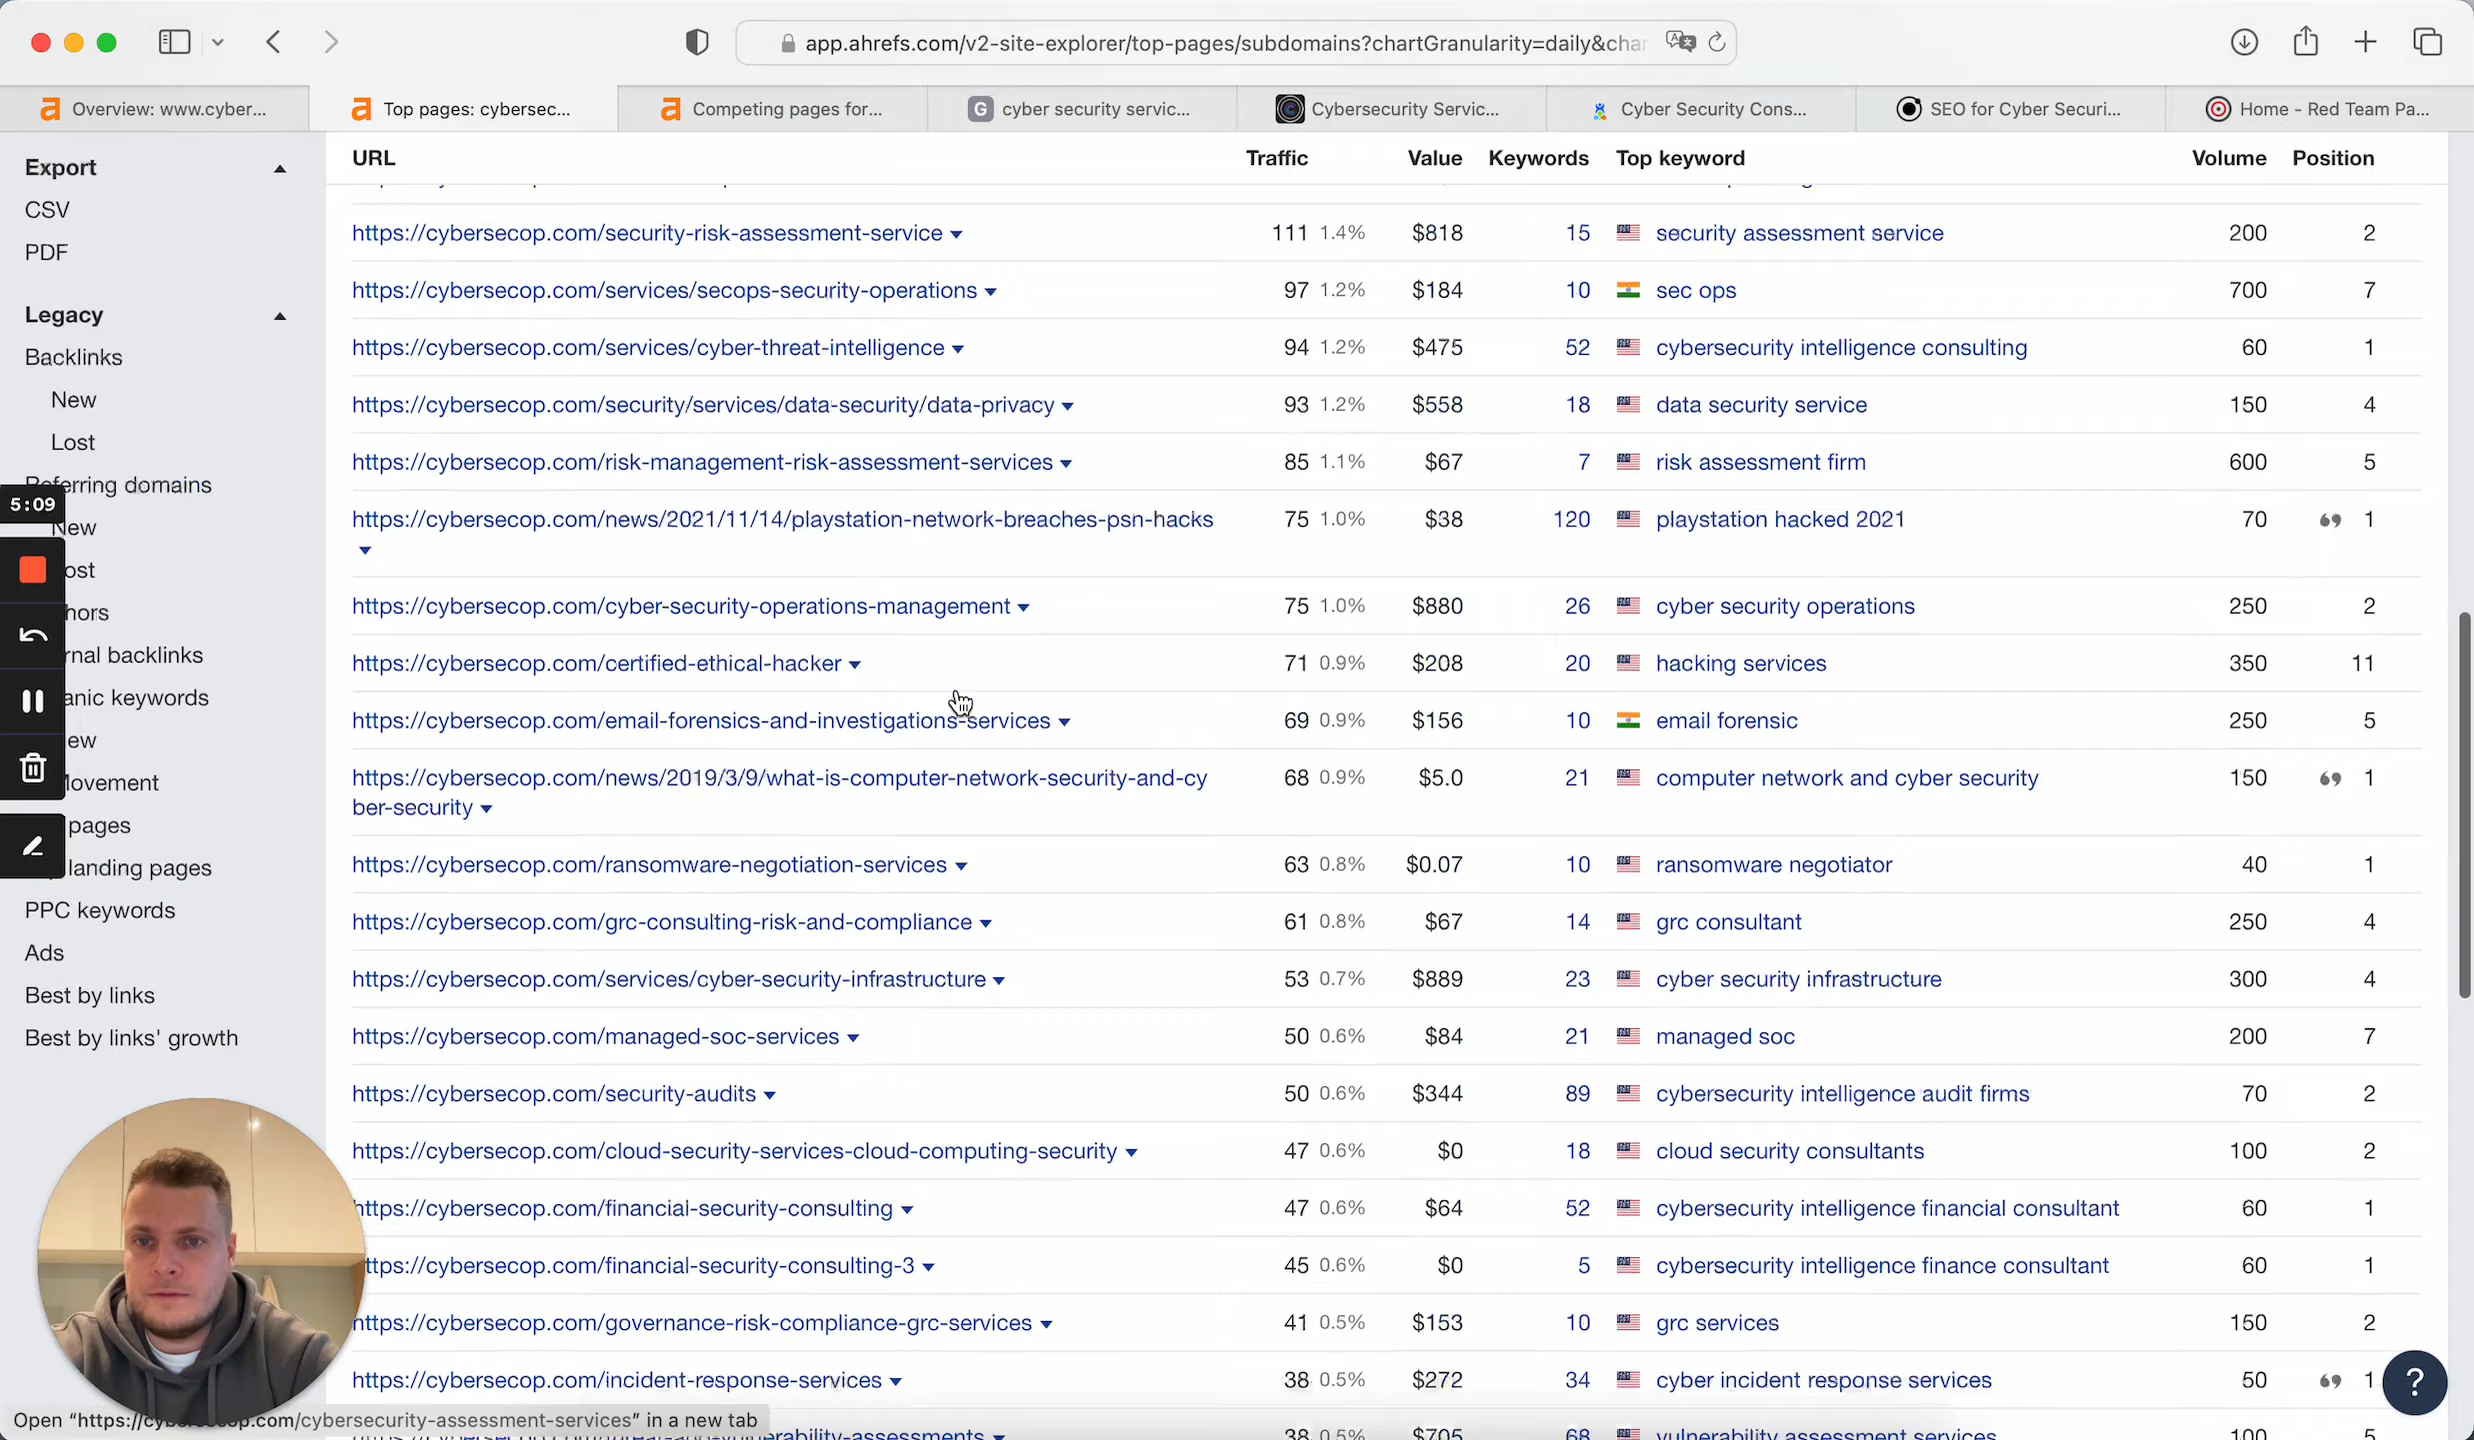 app.ahrefs.com/v2-site-explorer/top-pages/subdomains?chartGranularity=daily&char
Overview: www.cyber...
Top pages: cybersec...
Competing pages for...
G cyber security servic...
Cybersecurity Servic...
Cyber Security Cons...
SEO for Cyber Securi...
Home - Red Team Pa...
Export
CSV
PDF
Legacy
Backlinks
New
Lost
Referring domains
5:09
New
ost
hors
rnal backlinks
anic keywords
ew
Movement
pages
landing pages
PPC keywords
Ads
Best by links
Best by links' growth
URL Traffic Value Keywords Top keyword Volume Position
https://cybersecop.com/security-risk-assessment-service 111 1.4% $818 15 security assessment service 200 2
https://cybersecop.com/services/secops-security-operations 97 1.2% $184 10 sec ops 700 7
https://cybersecop.com/services/cyber-threat-intelligence 94 1.2% $475 52 cybersecurity intelligence consulting 60 1
https://cybersecop.com/security/services/data-security/data-privacy 93 1.2% $558 18 data security service 150 4
https://cybersecop.com/risk-management-risk-assessment-services 85 1.1% $67 7 risk assessment firm 600 5
https://cybersecop.com/news/2021/11/14/playstation-network-breaches-psn-hacks 75 1.0% $38 120 playstation hacked 2021 70 1
https://cybersecop.com/cyber-security-operations-management 75 1.0% $880 26 cyber security operations 250 2
https://cybersecop.com/certified-ethical-hacker 71 0.9% $208 20 hacking services 350 11
https://cybersecop.com/email-forensics-and-investigations-services 69 0.9% $156 10 email forensic 250 5
https://cybersecop.com/news/2019/3/9/what-is-computer-network-security-and-cy 68 0.9% $5.0 21 computer network and cyber security 150 1
ber-security
https://cybersecop.com/ransomware-negotiation-services 63 0.8% $0.07 10 ransomware negotiator 40 1
https://cybersecop.com/grc-consulting-risk-and-compliance 61 0.8% $67 14 grc consultant 250 4
https://cybersecop.com/services/cyber-security-infrastructure 53 0.7% $889 23 cyber security infrastructure 300 4
https://cybersecop.com/managed-soc-services 50 0.6% $84 21 managed soc 200 7
https://cybersecop.com/security-audits 50 0.6% $344 89 cybersecurity intelligence audit firms 70 2
https://cybersecop.com/cloud-security-services-cloud-computing-security 47 0.6% $0 18 cloud security consultants 100 2
https://cybersecop.com/financial-security-consulting 47 0.6% $64 52 cybersecurity intelligence financial consultant 60 1
ttps://cybersecop.com/financial-security-consulting-3 45 0.6% $0 5 cybersecurity intelligence finance consultant 60 1
https://cybersecop.com/governance-risk-compliance-grc-services 41 0.5% $153 10 grc services 150 2
https://cybersecop.com/incident-response-services 38 0.5% $272 34 cyber incident response services 50 1
?
38 0.5% $705 68 vulnerability assessment services 100 5
Open "https://cybersecop.com/cybersecurity-assessment-services" in a new tab